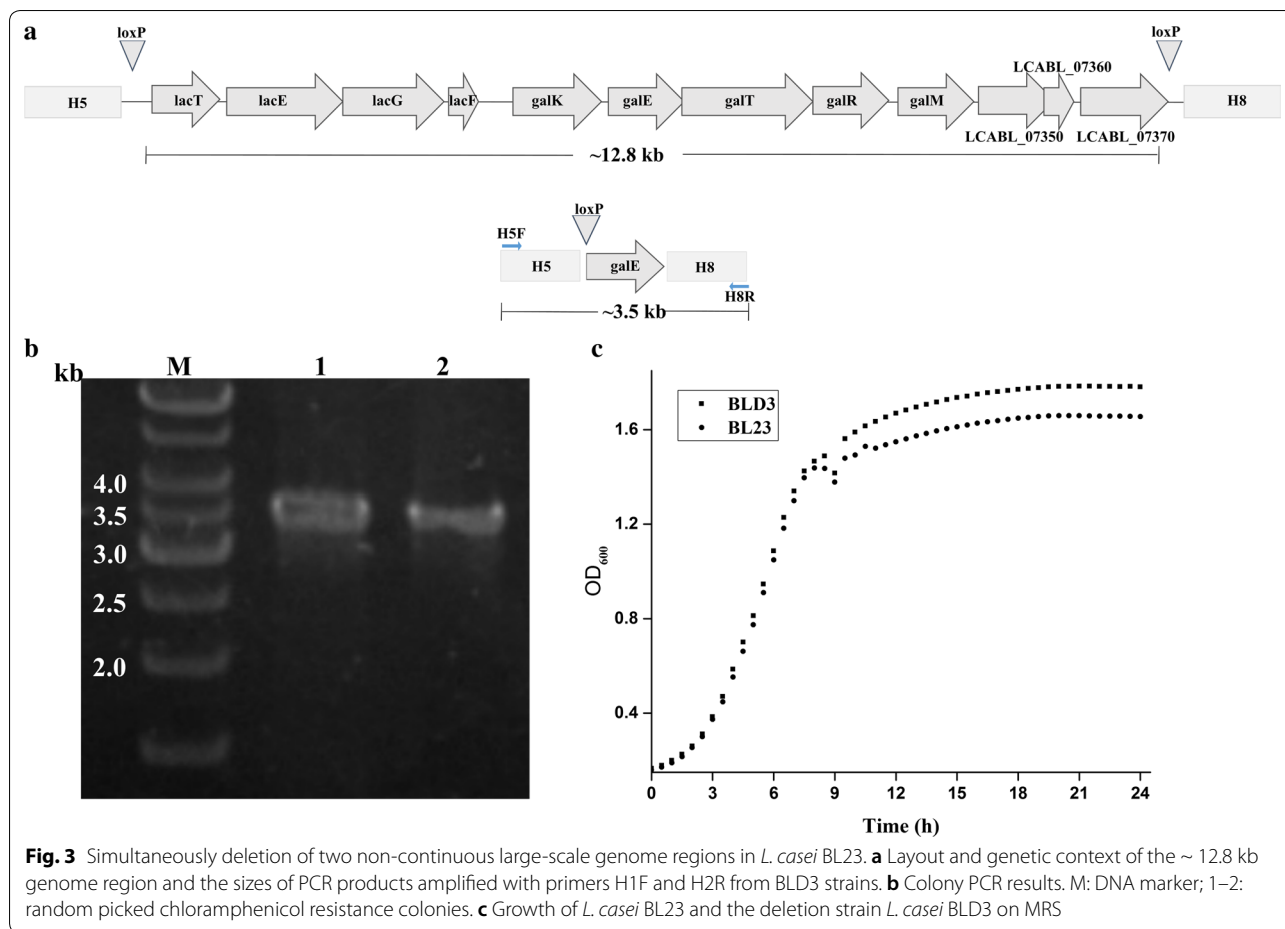 a
loxP
loxP
LCABL_07360
H5
lacT
lacE
lacG
lacF
galK
galE
galT
galR
galM
H8
LCABL_07350
LCABL_07370
~12.8 kb
loxP
H5F
H5
galE
H8
H8R
~3.5 kb
b
kb
M
1
2
4.0
3.5
3.0
2.5
2.0
c
BLD3
BL23
1.6
1.2
0.8
0.4
OD600
0
3
6
9
12
15
18
21
24
Time (h)
Fig. 3 Simultaneously deletion of two non-continuous large-scale genome regions in L. casei BL23. a Layout and genetic context of the ~ 12.8 kb
genome region and the sizes of PCR products amplified with primers H1F and H2R from BLD3 strains. b Colony PCR results. M: DNA marker; 1–2:
random picked chloramphenicol resistance colonies. c Growth of L. casei BL23 and the deletion strain L. casei BLD3 on MRS